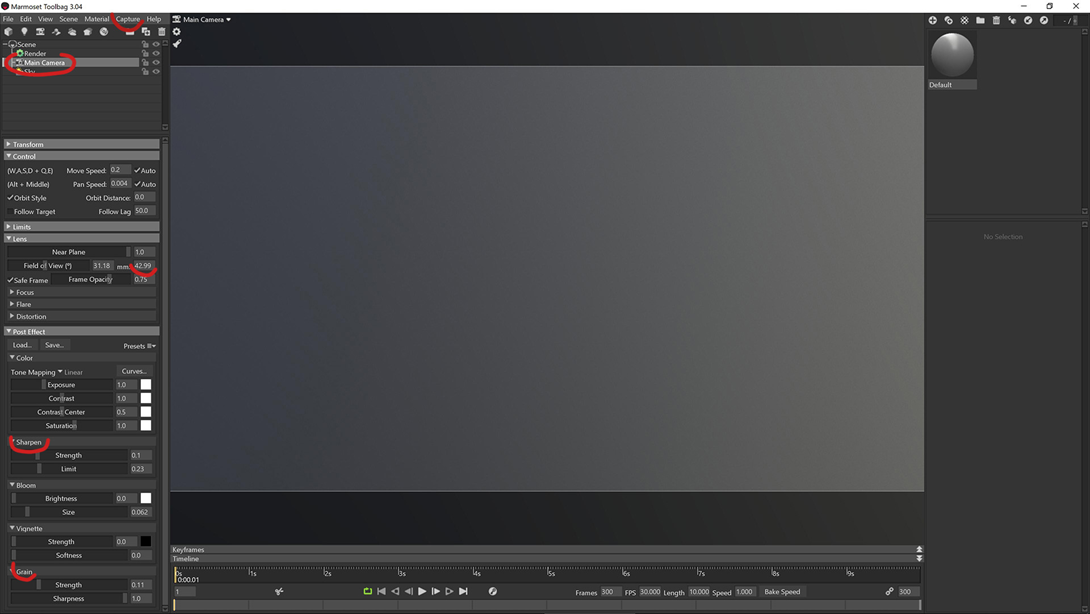 Marmoset Toolbag 3.04
File Edit View Scene Material Capture Help
Main Camera
Scene
Render
Main Camera
Sky
Default
Transform
Control
(W,A,S,D + Q,E) Move Speed: 0.2 Auto
(Alt + Middle) Pan Speed: 0.004 Auto
Orbit Style Orbit Distance: 0.0
Follow Target Follow Lag 50.0
Limits
Lens
Near Plane 1.0
Field of View (°) 31.18 mm 42.99
Safe Frame Frame Opacity 0.75
Focus
Flare
Distortion
Post Effect
Load... Save... Presets
Color
Tone Mapping Linear Curves...
Exposure 1.0
Contrast 1.0
Contrast Center 0.5
Saturation 1.0
Sharpen
Strength 0.1
Limit 0.23
Bloom
Brightness 0.0
Size 0.062
Vignette
Strength 0.0
Softness 0.0
Grain
Strength 0.11
Sharpness 1.0
No Selection
Keyframes
Timeline
0s 1s 2s 3s 4s 5s 6s 7s 8s 9s
0:00.01
1 Frames 300 FPS 30.000 Length 10.000 Speed 1.000 Bake Speed 300